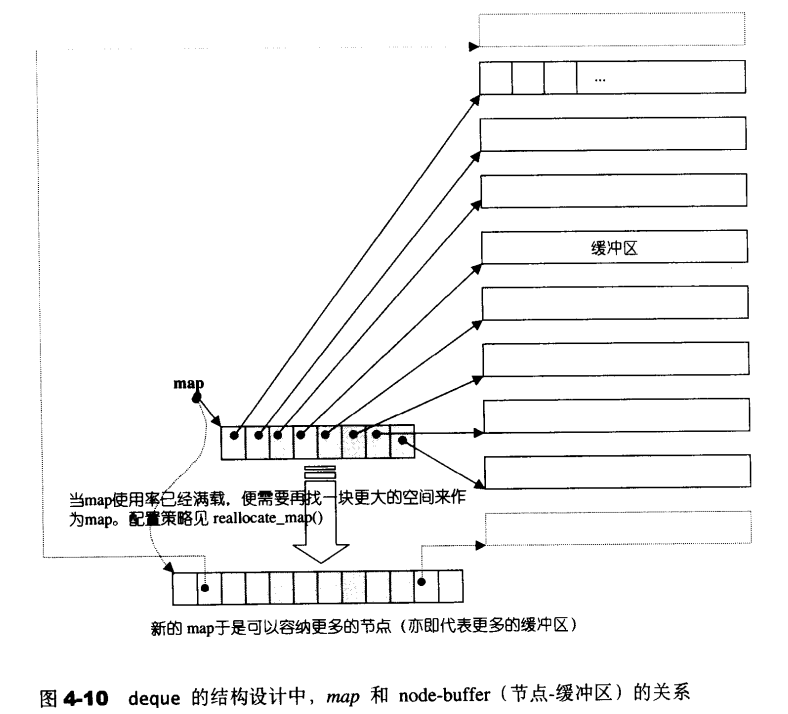 ...
缓冲区
map
当map使用率已经满载，便需要再找一块更大的空间来作
为map。配置策略见 reallocate_map()
新的 map于是可以容纳更多的节点（亦即代表更多的缓冲区）
图 4-10 deque 的结构设计中，map 和 node-buffer（节点-缓冲区）的关系